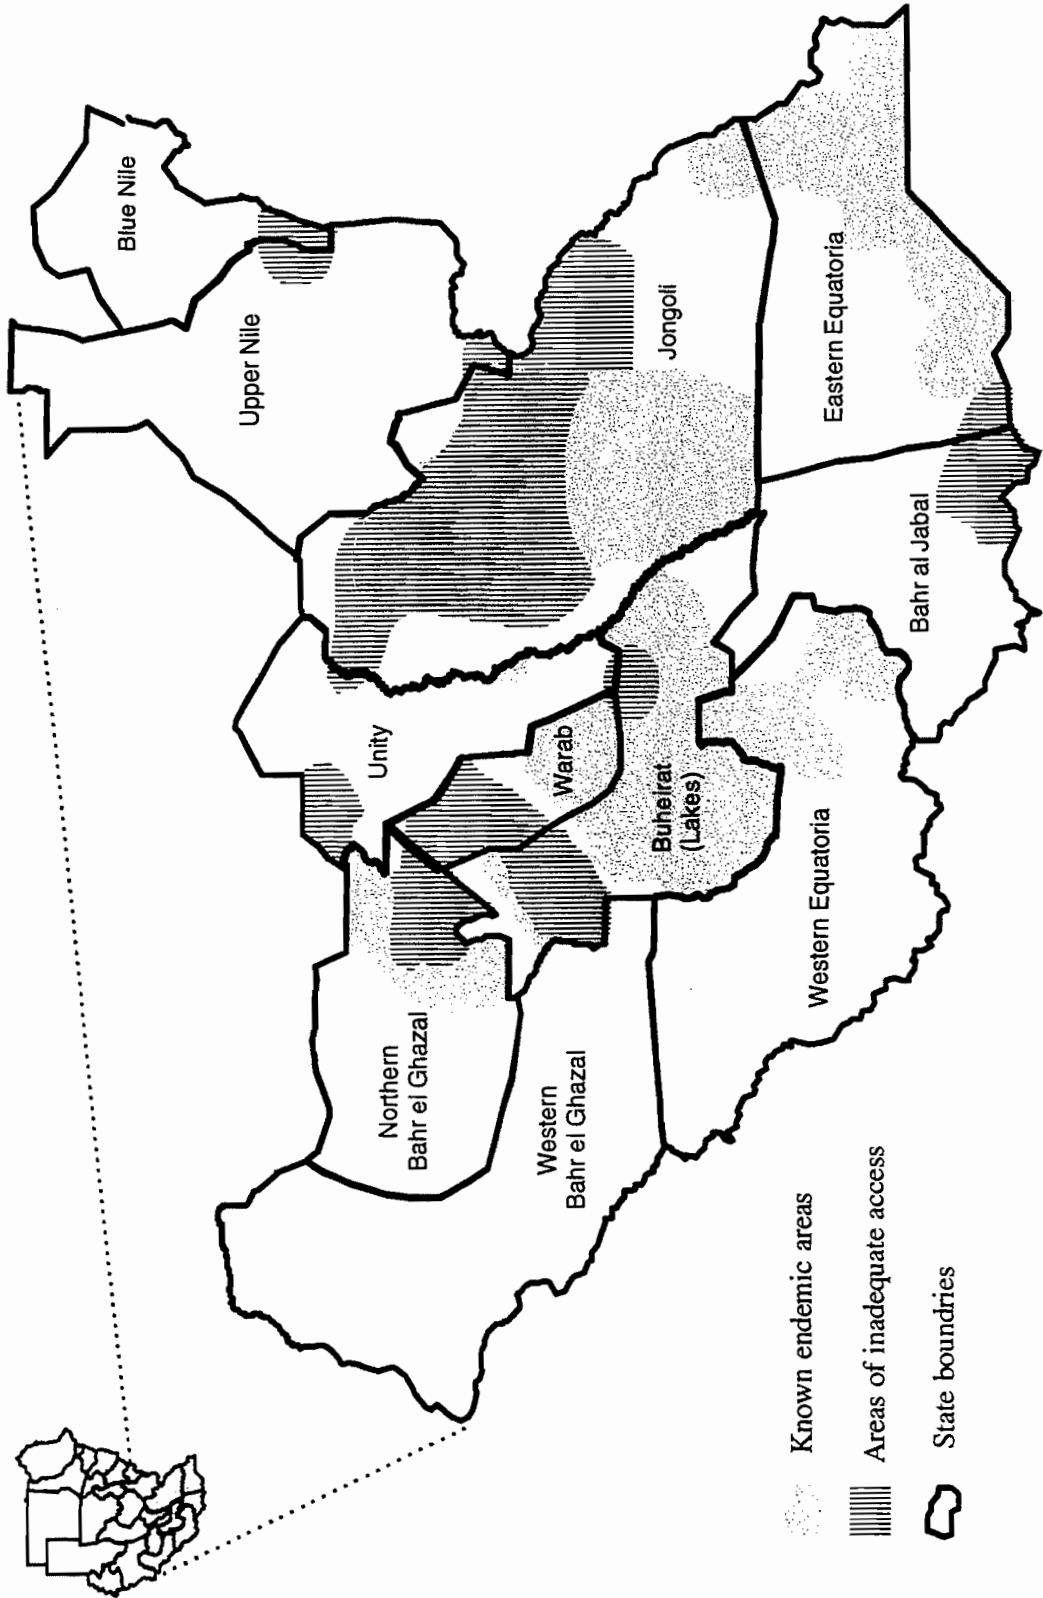 Blue Nile
Upper Nile
Unity
Jongoli
Northern
Bahr el Ghazal
Warab
Western
Bahr el Ghazal
Buheirat
(Lakes)
Eastern Equatoria
Western Equatoria
Bahr al Jabal
Known endemic areas
Areas of inadequate access
State boundries